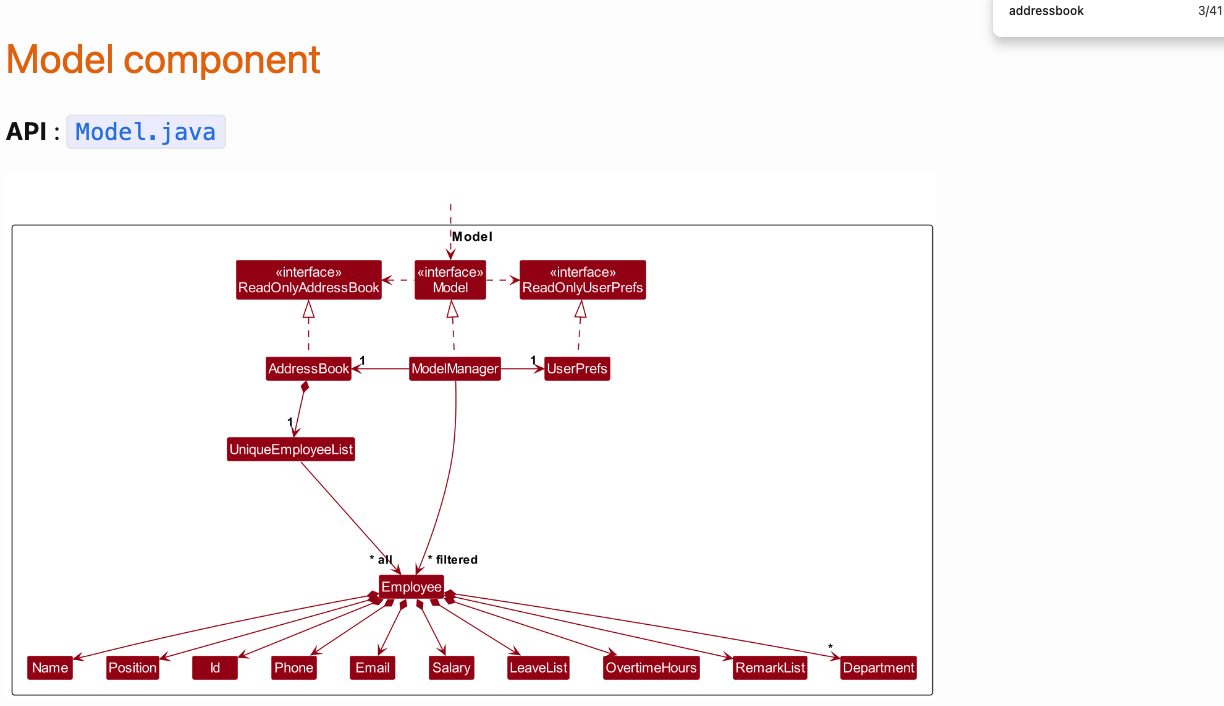 addressbook 3/41
Model component
API : Model.java
Model
«interface» «interface» «interface»
ReadOnlyAddressBook Model ReadOnlyUserPrefs
AddressBook 1 ModelManager 1 UserPrefs
1
UniqueEmployeeList
* all * filtered
Employee
*
Name Position Id Phone Email Salary LeaveList OvertimeHours RemarkList Department